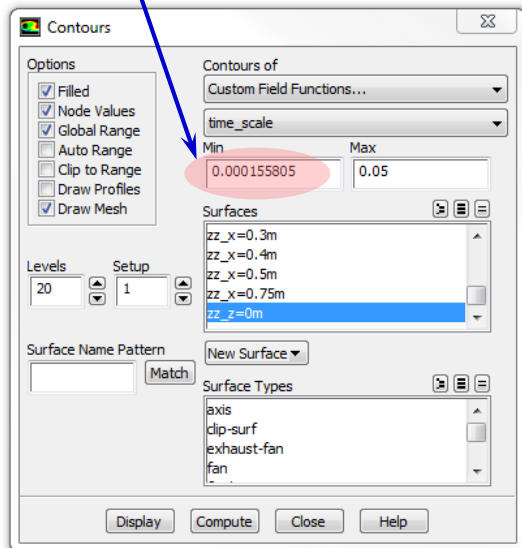 Contours
Options
Filled
Node Values
Global Range
Auto Range
Clip to Range
Draw Profiles
Draw Mesh
Contours of
Custom Field Functions...
time_scale
Min Max
0.000155805 0.05
Surfaces
zz_x=0.3m
zz_x=0.4m
zz_x=0.5m
zz_x=0.75m
zz_z=0m
Levels Setup
20 1
Surface Name Pattern
Match
New Surface
Surface Types
axis
clip-surf
exhaust-fan
fan
Display Compute Close Help